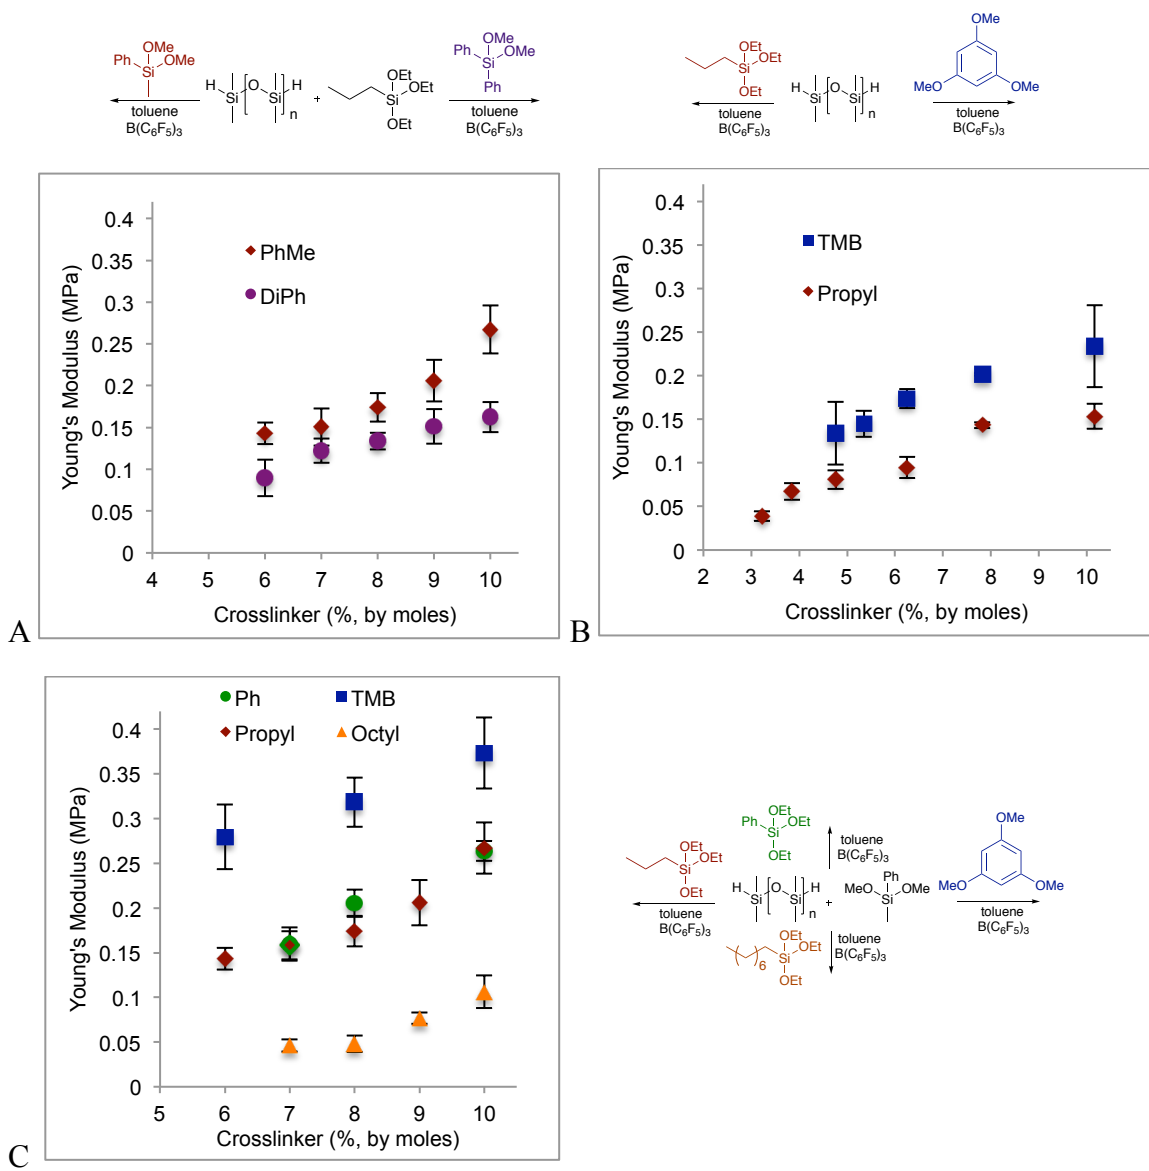 OMe
Ph OMe
Si
H H
Si O Si
n
+
OEt
OEt
Si
OEt
OMe
Ph OMe
Si
Ph
toluene
B(C6F5)3
toluene
B(C6F5)3
OEt
OEt
Si
OEt
H H
Si O Si
n
OMe
MeO OMe
toluene
B(C6F5)3
toluene
B(C6F5)3
A
Young's Modulus (MPa)
0.4
0.35
0.3
0.25
0.2
0.15
0.1
0.05
0
PhMe
DiPh
4 5 6 7 8 9 10
Crosslinker (%, by moles)
B
Young's Modulus (MPa)
0.4
0.35
0.3
0.25
0.2
0.15
0.1
0.05
0
TMB
Propyl
2 3 4 5 6 7 8 9 10
Crosslinker (%, by moles)
C
Ph TMB
Propyl Octyl
Young's Modulus (MPa)
0.4
0.35
0.3
0.25
0.2
0.15
0.1
0.05
0
5 6 7 8 9 10
Crosslinker (%, by moles)
OEt
Ph OEt
Si
OEt
toluene
B(C6F5)3
OEt
OEt
Si
OEt
toluene
B(C6F5)3
H H
Si O Si
n
+
Ph
MeO OMe
Si
OMe
MeO OMe
toluene
B(C6F5)3
OEt
OEt
Si
6 OEt
toluene
B(C6F5)3